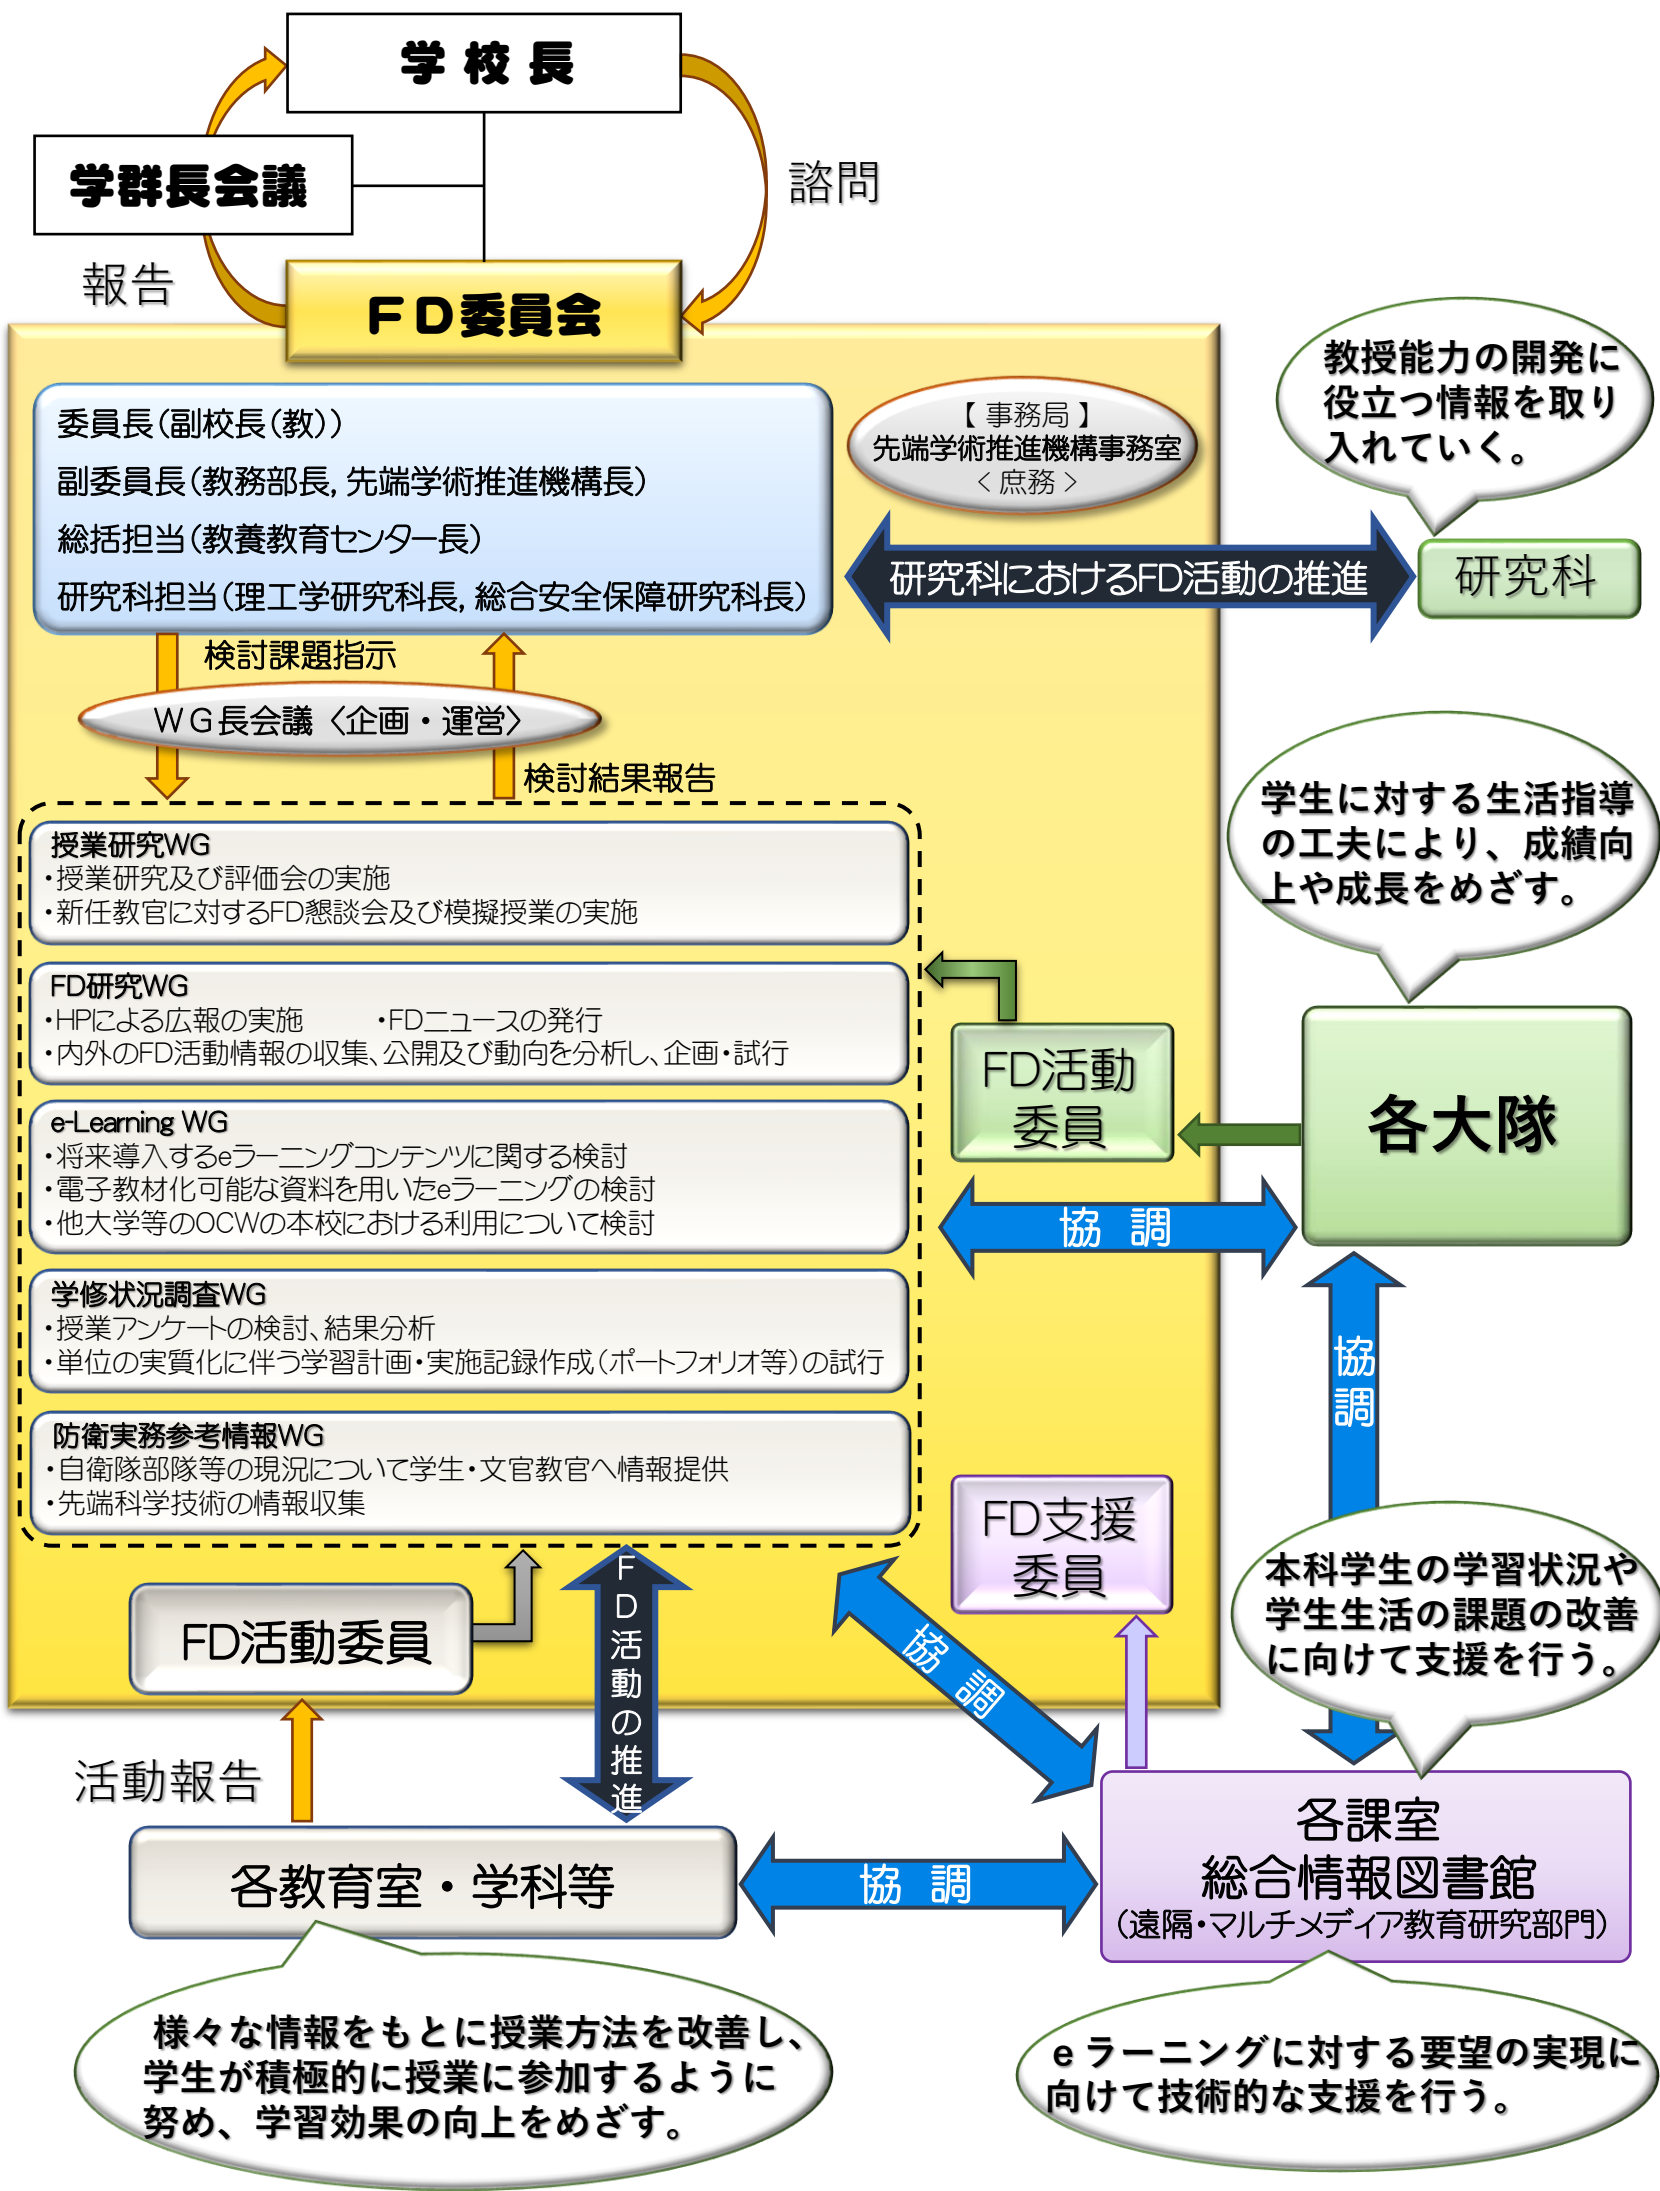 学校長
学群長会議
諮問
報告
FD委員会
委員長(副校長(教))
副委員長(教務部長,先端学術推進機構長)
総括担当(教養教育センター長)
研究科担当(理工学研究科長,総合安全保障研究科長)
【 事務局 】
先端学術推進機構事務室
< 庶務 >
教授能力の開発に
役立つ情報を取り
入れていく。
研究科におけるFD活動の推進
研究科
検討課題指示
WG長会議〈企画・運営〉
検討結果報告
授業研究WG
・授業研究及び評価会の実施
・新任教官に対するFD懇談会及び模擬授業の実施
FD研究WG
・HPによる広報の実施 ・FDニュースの発行
・内外のFD活動情報の収集、公開及び動向を分析し、企画・試行
e-Learning WG
・将来導入するeラーニングコンテンツに関する検討
・電子教材化可能な資料を用いたeラーニングの検討
・他大学等のOCWの本校における利用について検討
学修状況調査WG
・授業アンケートの検討、結果分析
・単位の実質化に伴う学習計画・実施記録作成(ポートフォリオ等)の試行
防衛実務参考情報WG
・自衛隊部隊等の現況について学生・文官教官へ情報提供
・先端科学技術の情報収集
学生に対する生活指導
の工夫により、成績向
上や成長をめざす。
FD活動
委員
各大隊
協 調
協調
FD支援
委員
本科学生の学習状況や
学生生活の課題の改善
に向けて支援を行う。
FD活動委員
FD活動の推進
協 調
活動報告
各教育室・学科等
協 調
各課室
総合情報図書館
(遠隔・マルチメディア教育研究部門)
様々な情報をもとに授業方法を改善し、
学生が積極的に授業に参加するように
努め、学習効果の向上をめざす。
eラーニングに対する要望の実現に
向けて技術的な支援を行う。